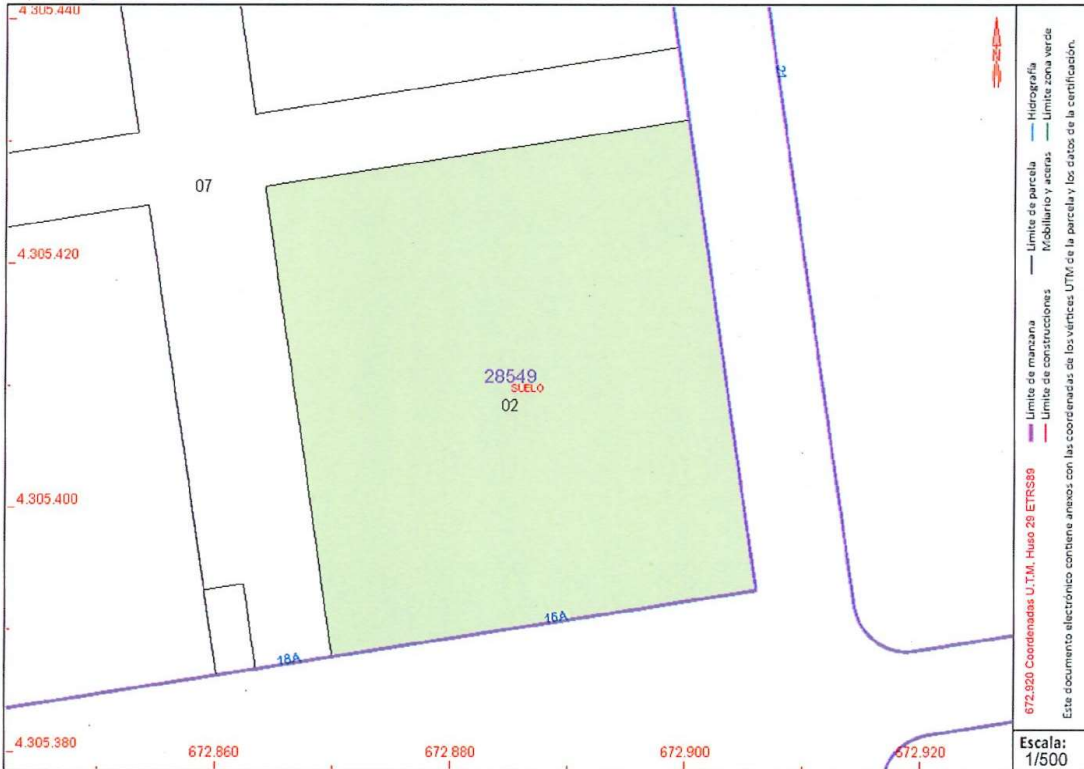 4.305.440
21
07
4.305.420
28549
SUELO
02
4.305.400
16A
18A
4.305.380
672.860
672.880
672.900
672.920
N
672.920 Coordenadas U.T.M. Huso 29 ETRS89
Límite de manzana
Límite de parcela
Hidrografía
Límite de construcciones
Mobiliario y aceras
Límite zona verde
Este documento electrónico contiene anexos con las coordenadas de los vértices UTM de la parcela y los datos de la certificación.
Escala:
1/500